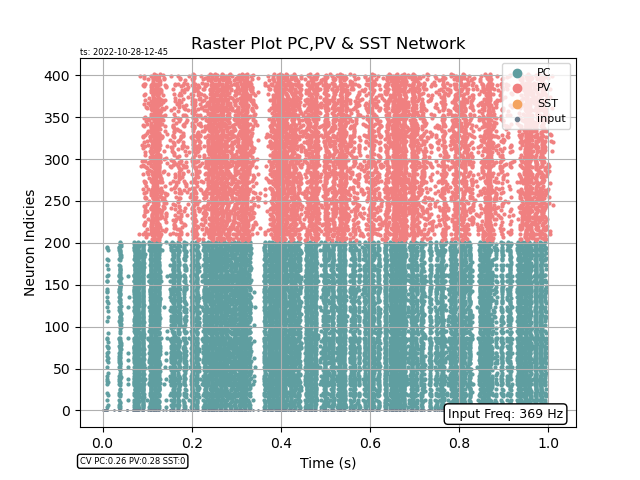 Raster Plot PC,PV & SST Network
ts: 2022-10-28-12-45
PC
PV
SST
input
400
350
300
250
200
150
100
50
0
Neuron Indicies
Input Freq: 369 Hz
0.0 0.2 0.4 0.6 0.8 1.0
Time (s)
CV PC:0.26 PV:0.28 SST:0